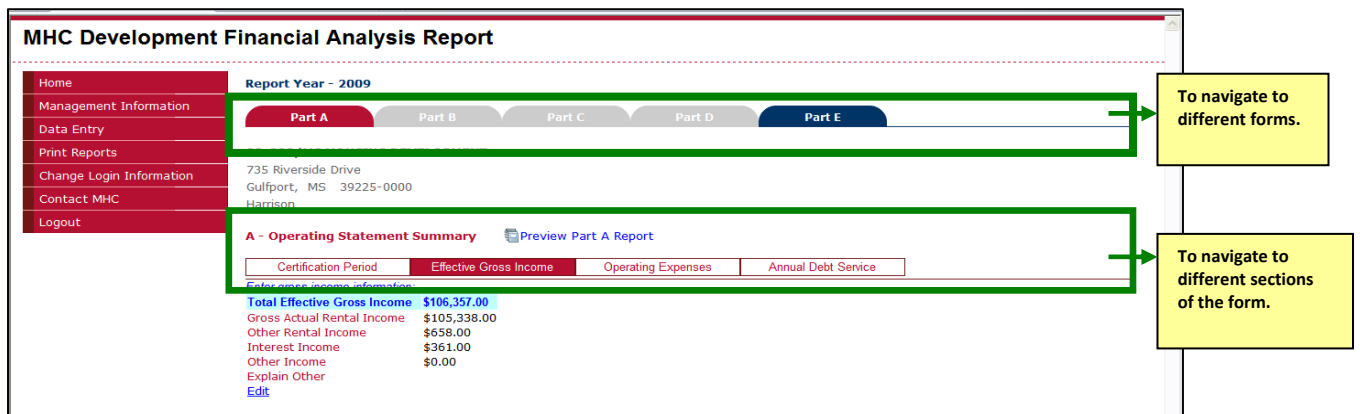 MHC Development Financial Analysis Report
Home
Management Information
Data Entry
Print Reports
Change Login Information
Contact MHC
Logout
Report Year - 2009
Part A Part B Part C Part D Part E
735 Riverside Drive
Gulfport, MS 39225-0000
Harrison
A - Operating Statement Summary Preview Part A Report
Certification Period Effective Gross Income Operating Expenses Annual Debt Service
Enter gross income information:
Total Effective Gross Income $106,357.00
Gross Actual Rental Income $105,338.00
Other Rental Income $658.00
Interest Income $361.00
Other Income $0.00
Explain Other
Edit
To navigate to
different forms.
To navigate to
different sections
of the form.